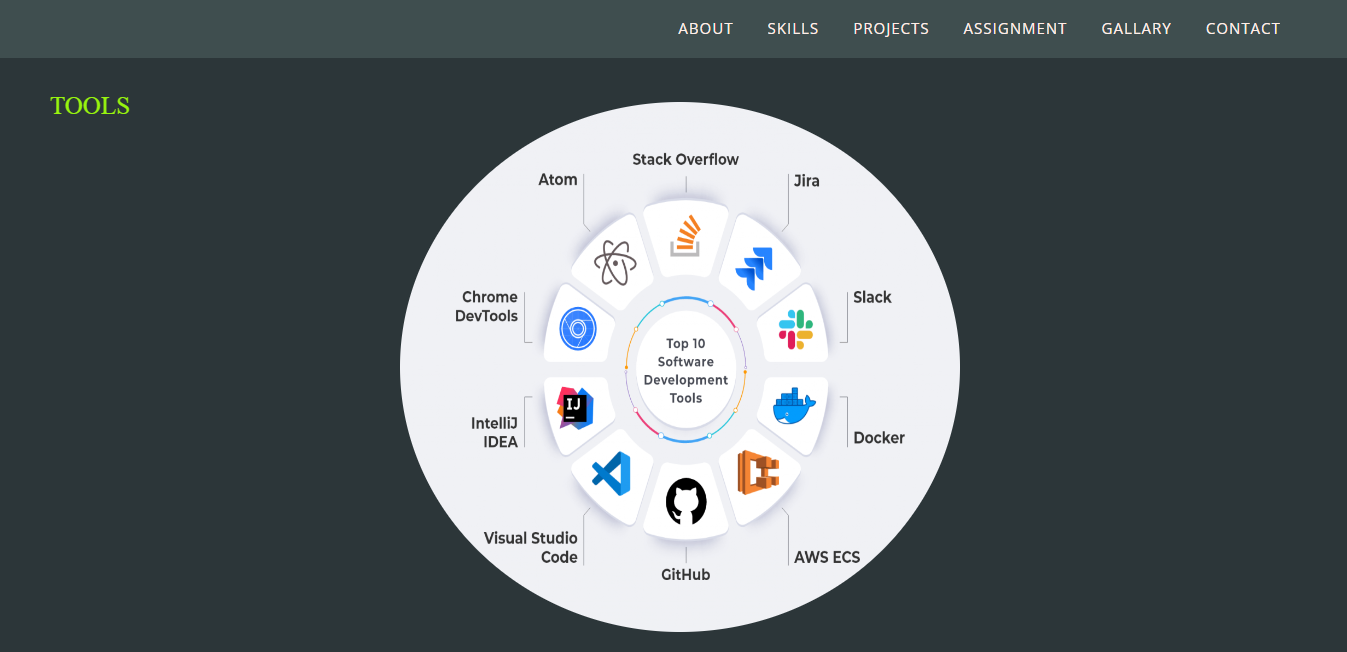 ABOUT SKILLS PROJECTS ASSIGNMENT GALLARY CONTACT
TOOLS
Stack Overflow
Atom
Jira
Chrome
DevTools
Slack
Top 10
Software
Development
Tools
IntelliJ
IDEA
IJ
Docker
Visual Studio
Code
AWS ECS
GitHub